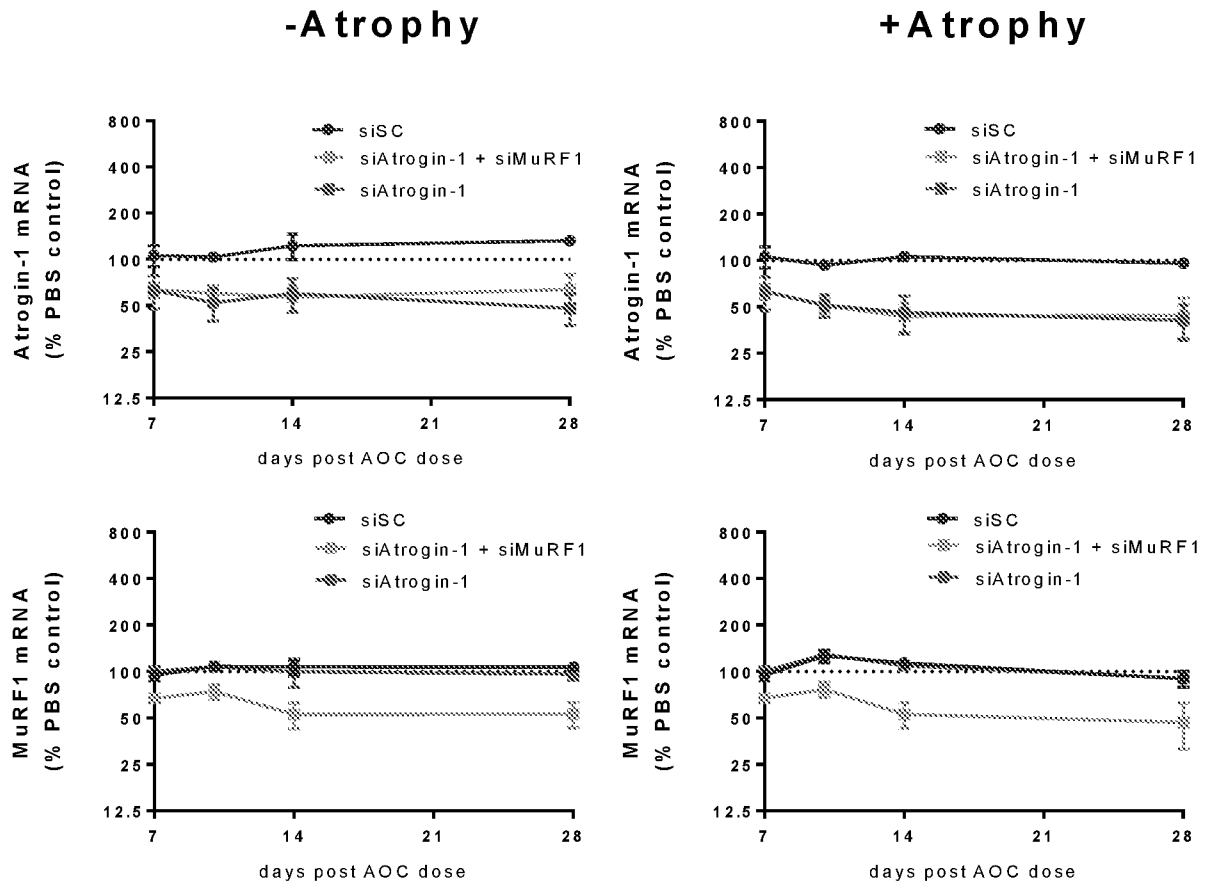 -Atrophy
+Atrophy
Atrogin-1 mRNA
(% PBS control)
800
400
200
100
50
25
12.5
siSC
siAtrogin-1 + siMuRF1
siAtrogin-1
7
14
21
28
days post AOC dose
Atrogin-1 mRNA
(% PBS control)
800
400
200
100
50
25
12.5
siSC
siAtrogin-1 + siMuRF1
siAtrogin-1
7
14
21
28
days post AOC dose
MuRF1 mRNA
(% PBS control)
800
400
200
100
50
25
12.5
siSC
siAtrogin-1 + siMuRF1
siAtrogin-1
7
14
21
28
days post AOC dose
MuRF1 mRNA
(% PBS control)
800
400
200
100
50
25
12.5
siSC
siAtrogin-1 + siMuRF1
siAtrogin-1
7
14
21
28
days post AOC dose